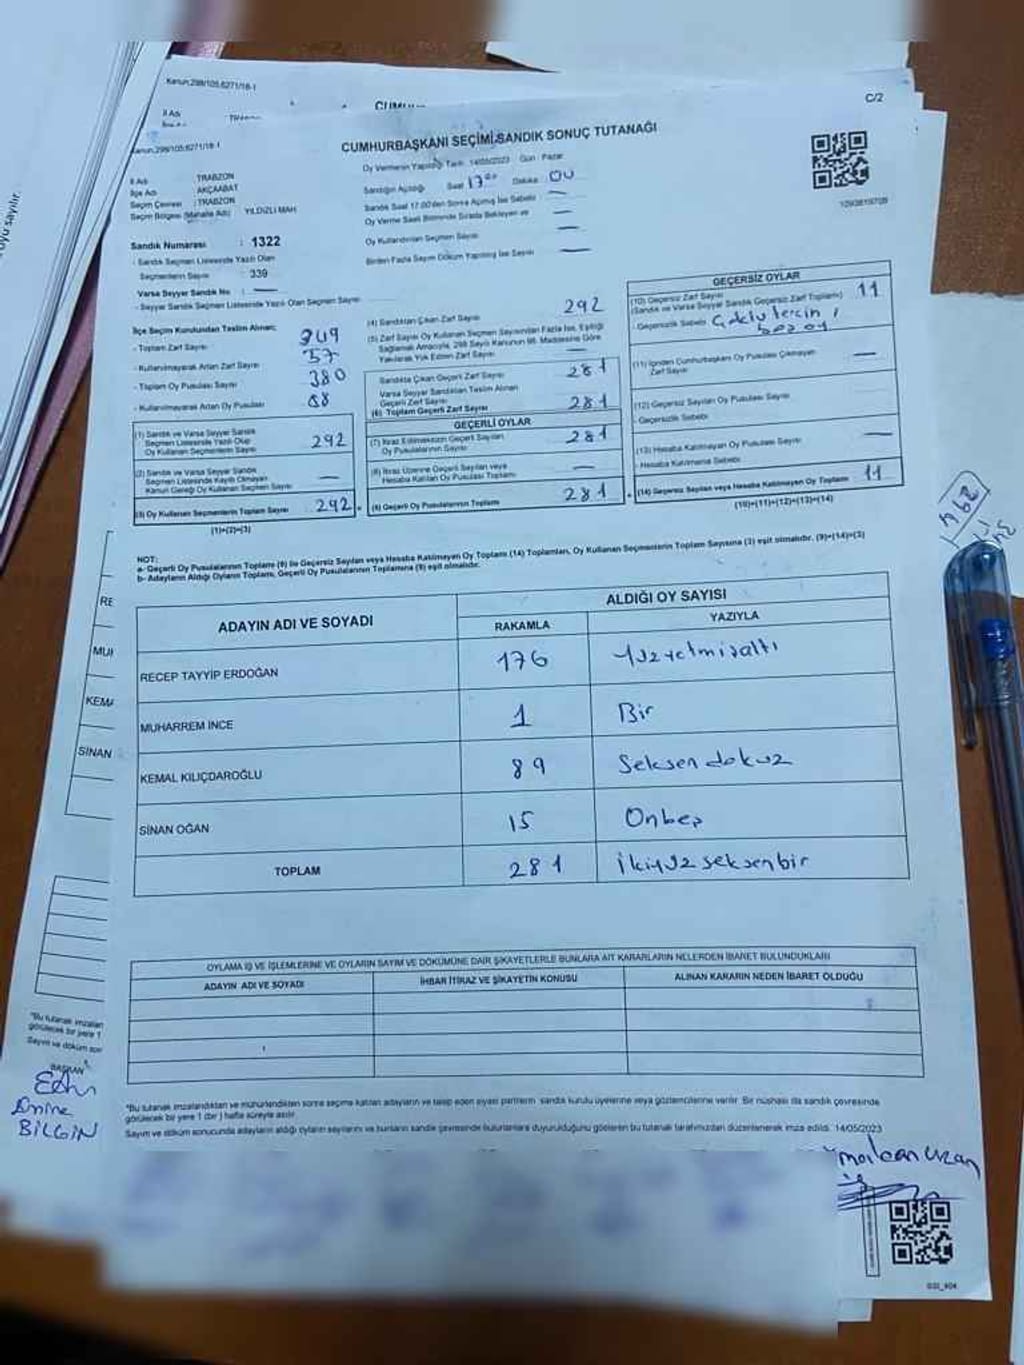 Kanun,298/105,6271/18-1
İl Adı
C/2
CUMHURBAŞKANI SEÇİMİ SANDIK SONUÇ TUTANAĞI
Kanun,298/105,6271/18-1
İl Adı : TRABZON
İlçe Adı : AKÇAABAT
Seçim Çevresi : TRABZON
Seçim Bölgesi (Mahalle Adı) : YILDIZLI MAH
Sandık Numarası : 1322
- Sandık Seçmen Listesinde Yazılı Olan
Seçmenlerin Sayısı : 339
Varsa Seyyar Sandık No : —
- Seyyar Sandık Seçmen Listesinde Yazılı Olan Seçmen Sayısı
Oy Vermenin Yapıldığı Tarih 14/05/2023 Gün : Pazar
Sandığın Açıldığı Saat 17:00 Dakika 00
Sandık Saat 17.00'den Sonra Açılmış İse Sebebi —
Oy Verme Saati Bitiminde Sırada Bekleyen ve —
Oy Kullandırılan Seçmen Sayısı —
Birden Fazla Sayım Döküm Yapılmış İse Sayısı —
1093819709
İlçe Seçim Kurulundan Teslim Alınan;
- Toplam Zarf Sayısı 349
- Kullanılmayarak Artan Zarf Sayısı 57
- Toplam Oy Pusulası Sayısı 380
- Kullanılmayarak Artan Oy Pusulası 88
(1) Sandık ve Varsa Seyyar Sandık
Seçmen Listesinde Yazılı Olup
Oy Kullanan Seçmenlerin Sayısı 292
(2) Sandık ve Varsa Seyyar Sandık
Seçmen Listesinde Kayıtlı Olmayan
Kanun Gereği Oy Kullanan Seçmen Sayısı —
(3) Oy Kullanan Seçmenlerin Toplam Sayısı 292
(1)+(2)=(3)
(4) Sandıktan Çıkan Zarf Sayısı 292
(5) Zarf Sayısı Oy Kullanan Seçmen Sayısından Fazla İse, Eşitliği
Sağlamak Amacıyla, 298 Sayılı Kanunun 98. Maddesine Göre
Yakılarak Yok Edilen Zarf Sayısı —
Sandıkta Çıkan Geçerli Zarf Sayısı 281
Varsa Seyyar Sandıktan Teslim Alınan
Geçerli Zarf Sayısı
(6) Toplam Geçerli Zarf Sayısı 281
GEÇERLİ OYLAR
(7) İtiraz Edilmeksizin Geçerli Sayılan
Oy Pusulalarının Sayısı 281
(8) İtiraz Üzerine Geçerli Sayılan veya
Hesaba Katılan Oy Pusulası Toplamı —
(9) Geçerli Oy Pusulalarının Toplamı 281
GEÇERSİZ OYLAR
(10) Geçersiz Zarf Sayısı
(Sandık ve Varsa Seyyar Sandık Geçersiz Zarf Toplamı) 11
- Geçersizlik Sebebi
(11) İçinden Cumhurbaşkanı Oy Pusulası Çıkmayan
Zarf Sayısı —
(12) Geçersiz Sayılan Oy Pusulası Sayısı
- Geçersizlik Sebebi
(13) Hesaba Katılmayan Oy Pusulası Sayısı —
- Hesaba Katılmama Sebebi
(14) Geçersiz Sayılan veya Hesaba Katılmayan Oy Toplamı 11
(10)+(11)+(12)+(13)=(14)
NOT:
a- Geçerli Oy Pusulalarının Toplamı (9) ile Geçersiz Sayılan veya Hesaba Katılmayan Oy Toplamı (14) Toplamları, Oy Kullanan Seçmenlerin Toplam Sayısına (3) eşit olmalıdır. (9)+(14)=(3)
b- Adayların Aldığı Oyların Toplamı, Geçerli Oy Pusulalarının Toplamına (9) eşit olmalıdır.
ADAYIN ADI VE SOYADI
ALDIĞI OY SAYISI
RAKAMLA YAZIYLA
RECEP TAYYİP ERDOĞAN 176 Yüzyetmişaltı
MUHARREM İNCE 1 Bir
KEMAL KILIÇDAROĞLU 89 Seksen dokuz
SİNAN OĞAN 15 Onbeş
TOPLAM 281 İkiyüz seksen bir
OYLAMA İŞ VE İŞLEMLERİNE VE OYLARIN SAYIM VE DÖKÜMÜNE DAİR ŞİKAYETLERLE BUNLARA AİT KARARLARIN NELERDEN İBARET BULUNDUKLARI
ADAYIN ADI VE SOYADI İHBAR İTİRAZ VE ŞİKAYETİN KONUSU ALINAN KARARIN NEDEN İBARET OLDUĞU
*Bu tutanak imzalandıktan ve mühürlendikten sonra seçime katılan adayların ve talep eden siyasi partilerin sandık kurulu üyelerine veya gözlemcilerine verilir. Bir nüshası da sandık çevresinde
görülecek bir yere 1 (bir) hafta süreyle asılır.
Sayım ve döküm sonucunda adayların aldığı oyların sayılarını ve bunların sandık çevresinde bulunanlara duyurulduğunu gösteren bu tutanak tarafımızdan düzenlenerek imza edildi. 14/05/2023
KEMA
SİNAN
*Bu tutanak imzalan
görülecek bir yere 1
Sayım ve döküm son
BAŞKAN
Emine
BİLGİN
294